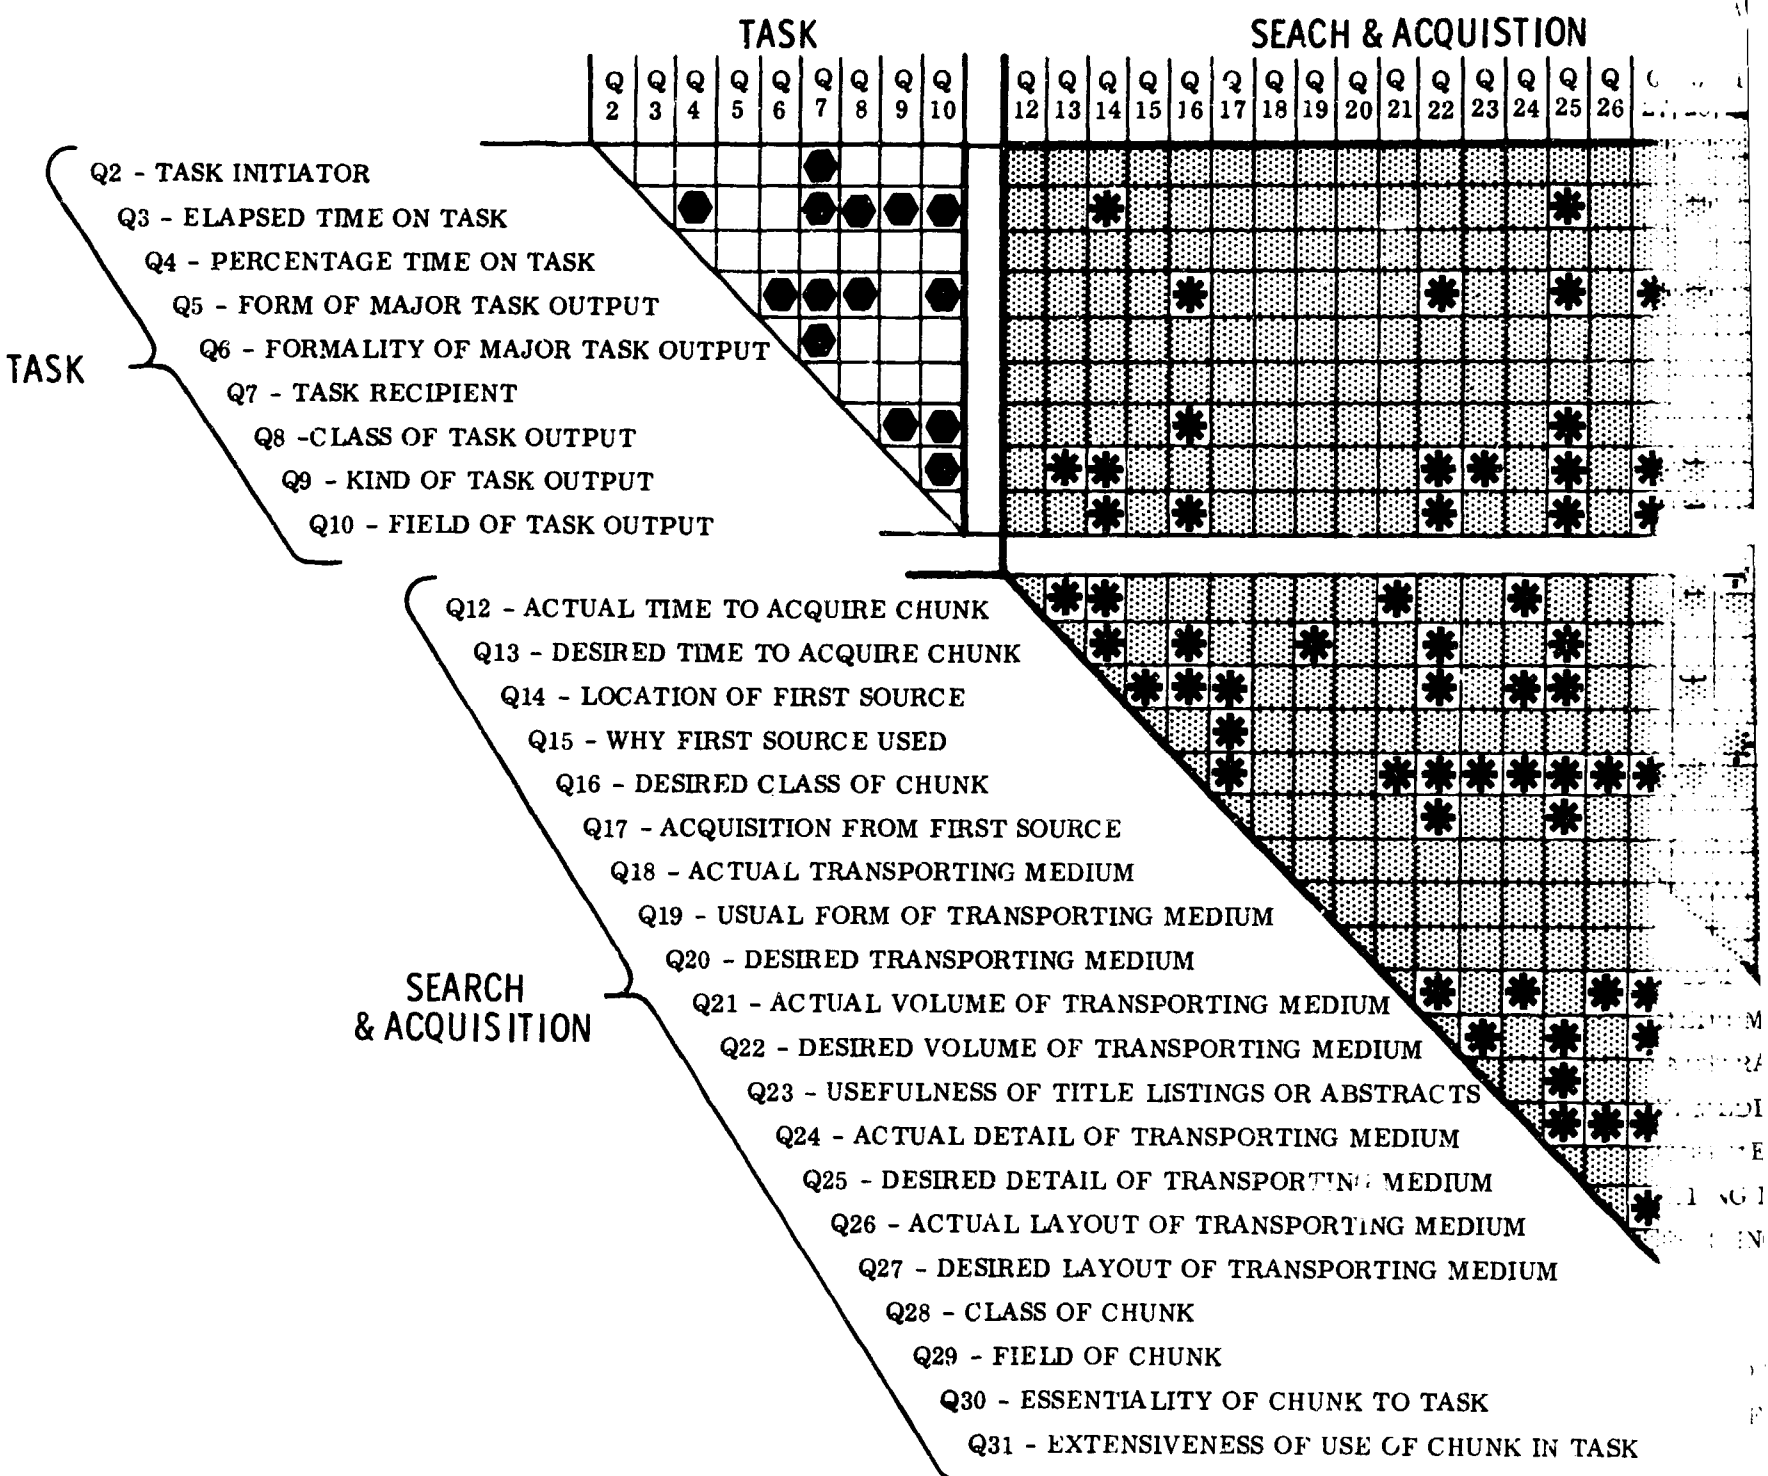 TASK
SEACH & ACQUISTION
Q Q Q Q Q Q Q Q Q Q Q Q Q Q Q Q Q Q Q Q Q Q Q Q
2 3 4 5 6 7 8 9 10 12 13 14 15 16 17 18 19 20 21 22 23 24 25 26
Q2 - TASK INITIATOR
Q3 - ELAPSED TIME ON TASK
Q4 - PERCENTAGE TIME ON TASK
Q5 - FORM OF MAJOR TASK OUTPUT
Q6 - FORMALITY OF MAJOR TASK OUTPUT
TASK
Q7 - TASK RECIPIENT
Q8 -CLASS OF TASK OUTPUT
Q9 - KIND OF TASK OUTPUT
Q10 - FIELD OF TASK OUTPUT
Q12 - ACTUAL TIME TO ACQUIRE CHUNK
Q13 - DESIRED TIME TO ACQUIRE CHUNK
Q14 - LOCATION OF FIRST SOURCE
Q15 - WHY FIRST SOURCE USED
Q16 - DESIRED CLASS OF CHUNK
Q17 - ACQUISITION FROM FIRST SOURCE
Q18 - ACTUAL TRANSPORTING MEDIUM
Q19 - USUAL FORM OF TRANSPORTING MEDIUM
Q20 - DESIRED TRANSPORTING MEDIUM
SEARCH
& ACQUISITION
Q21 - ACTUAL VOLUME OF TRANSPORTING MEDIUM
Q22 - DESIRED VOLUME OF TRANSPORTING MEDIUM
Q23 - USEFULNESS OF TITLE LISTINGS OR ABSTRACTS
Q24 - ACTUAL DETAIL OF TRANSPORTING MEDIUM
Q25 - DESIRED DETAIL OF TRANSPORTING MEDIUM
Q26 - ACTUAL LAYOUT OF TRANSPORTING MEDIUM
Q27 - DESIRED LAYOUT OF TRANSPORTING MEDIUM
Q28 - CLASS OF CHUNK
Q29 - FIELD OF CHUNK
Q30 - ESSENTIALITY OF CHUNK TO TASK
Q31 - EXTENSIVENESS OF USE OF CHUNK IN TASK